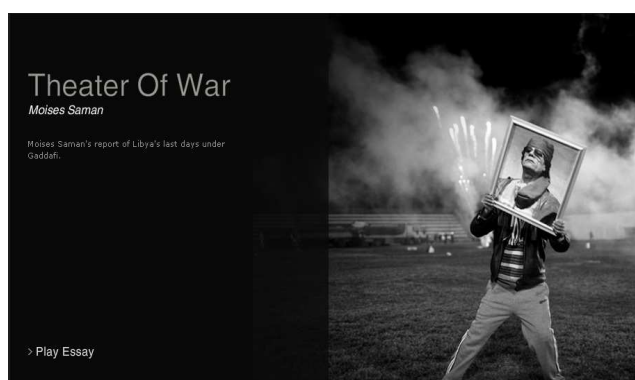 Theater Of War
Moises Saman
Moises Saman's report of Libya's last days under
Gaddafi.
> Play Essay